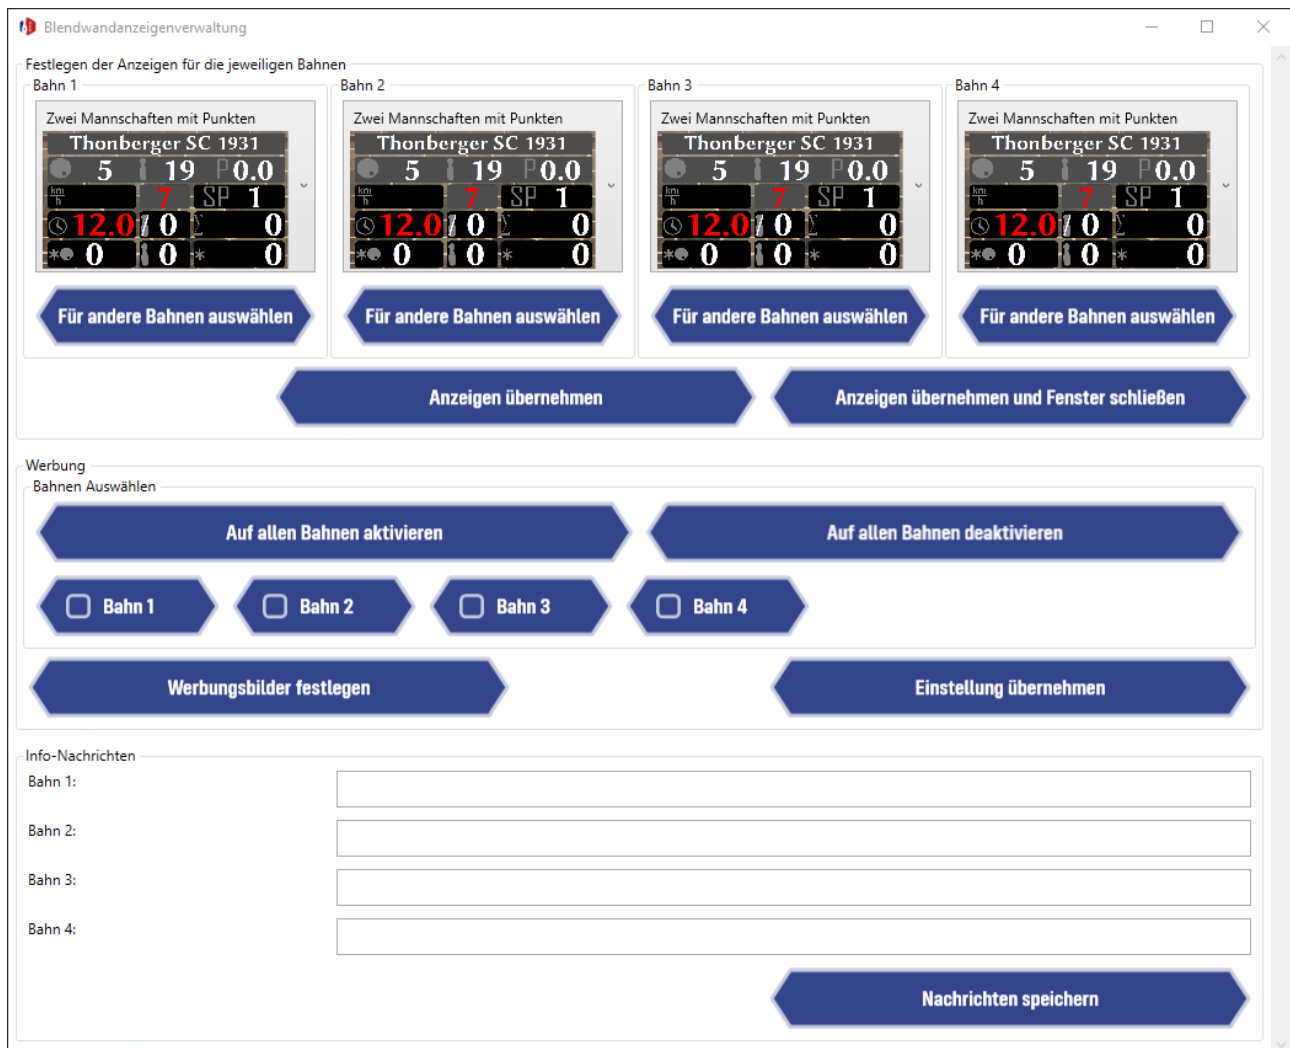 Blendwandanzeigenverwaltung
Festlegen der Anzeigen für die jeweiligen Bahnen
Bahn 1 Bahn 2 Bahn 3 Bahn 4
Zwei Mannschaften mit Punkten Zwei Mannschaften mit Punkten Zwei Mannschaften mit Punkten Zwei Mannschaften mit Punkten
Thonberger SC 1931 Thonberger SC 1931 Thonberger SC 1931 Thonberger SC 1931
5 19 P 0.0 5 19 P 0.0 5 19 P 0.0 5 19 P 0.0
km/h 7 SP 1 km/h 7 SP 1 km/h 7 SP 1 km/h 7 SP 1
12.0 0 Σ 0 12.0 0 Σ 0 12.0 0 Σ 0 12.0 0 Σ 0
* 0 0 * 0 * 0 0 * 0 * 0 0 * 0 * 0 0 * 0
Für andere Bahnen auswählen Für andere Bahnen auswählen Für andere Bahnen auswählen Für andere Bahnen auswählen
Anzeigen übernehmen Anzeigen übernehmen und Fenster schließen
Werbung
Bahnen Auswählen
Auf allen Bahnen aktivieren Auf allen Bahnen deaktivieren
Bahn 1 Bahn 2 Bahn 3 Bahn 4
Werbungsbilder festlegen Einstellung übernehmen
Info-Nachrichten
Bahn 1:
Bahn 2:
Bahn 3:
Bahn 4:
Nachrichten speichern